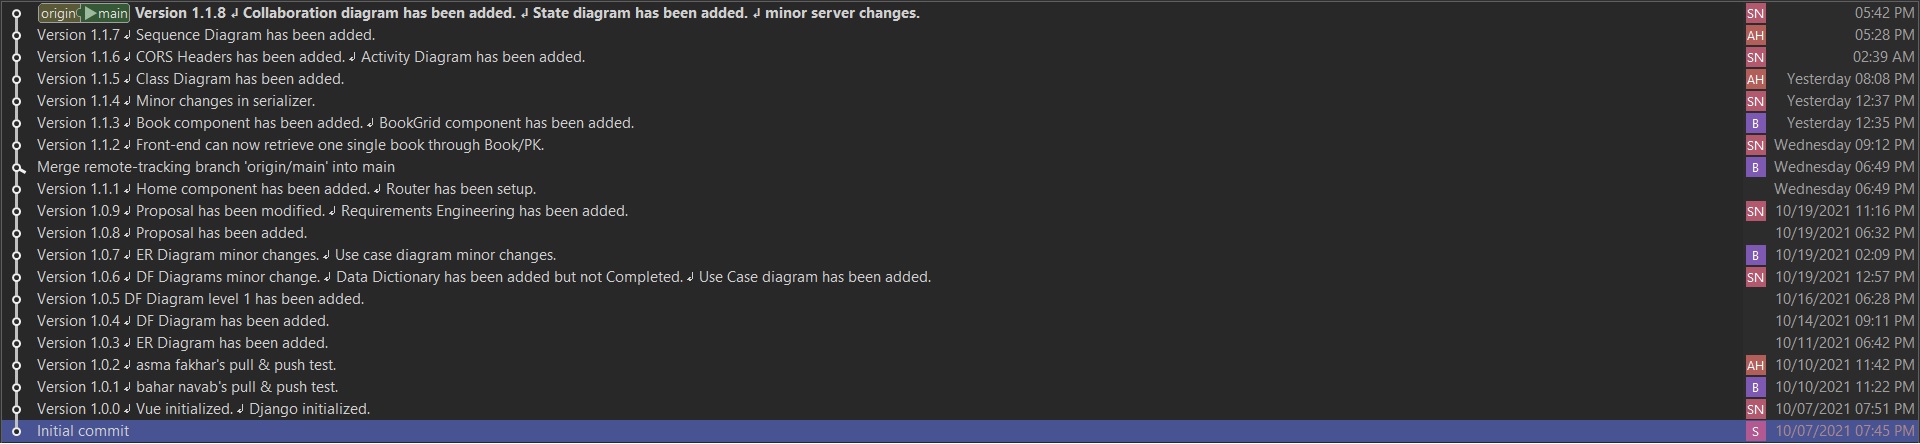 origin main Version 1.1.8 ↲ Collaboration diagram has been added. ↲ State diagram has been added. ↲ minor server changes. SN 05:42 PM
Version 1.1.7 ↲ Sequence Diagram has been added. AH 05:28 PM
Version 1.1.6 ↲ CORS Headers has been added. ↲ Activity Diagram has been added. SN 02:39 AM
Version 1.1.5 ↲ Class Diagram has been added. AH Yesterday 08:08 PM
Version 1.1.4 ↲ Minor changes in serializer. SN Yesterday 12:37 PM
Version 1.1.3 ↲ Book component has been added. ↲ BookGrid component has been added. B Yesterday 12:35 PM
Version 1.1.2 ↲ Front-end can now retrieve one single book through Book/PK. SN Wednesday 09:12 PM
Merge remote-tracking branch 'origin/main' into main B Wednesday 06:49 PM
Version 1.1.1 ↲ Home component has been added. ↲ Router has been setup. Wednesday 06:49 PM
Version 1.0.9 ↲ Proposal has been modified. ↲ Requirements Engineering has been added. SN 10/19/2021 11:16 PM
Version 1.0.8 ↲ Proposal has been added. 10/19/2021 06:32 PM
Version 1.0.7 ↲ ER Diagram minor changes. ↲ Use case diagram minor changes. B 10/19/2021 02:09 PM
Version 1.0.6 ↲ DF Diagrams minor change. ↲ Data Dictionary has been added but not Completed. ↲ Use Case diagram has been added. SN 10/19/2021 12:57 PM
Version 1.0.5 DF Diagram level 1 has been added. 10/16/2021 06:28 PM
Version 1.0.4 ↲ DF Diagram has been added. 10/14/2021 09:11 PM
Version 1.0.3 ↲ ER Diagram has been added. 10/11/2021 06:42 PM
Version 1.0.2 ↲ asma fakhar's pull & push test. AH 10/10/2021 11:42 PM
Version 1.0.1 ↲ bahar navab's pull & push test. B 10/10/2021 11:22 PM
Version 1.0.0 ↲ Vue initialized. ↲ Django initialized. SN 10/07/2021 07:51 PM
Initial commit S 10/07/2021 07:45 PM